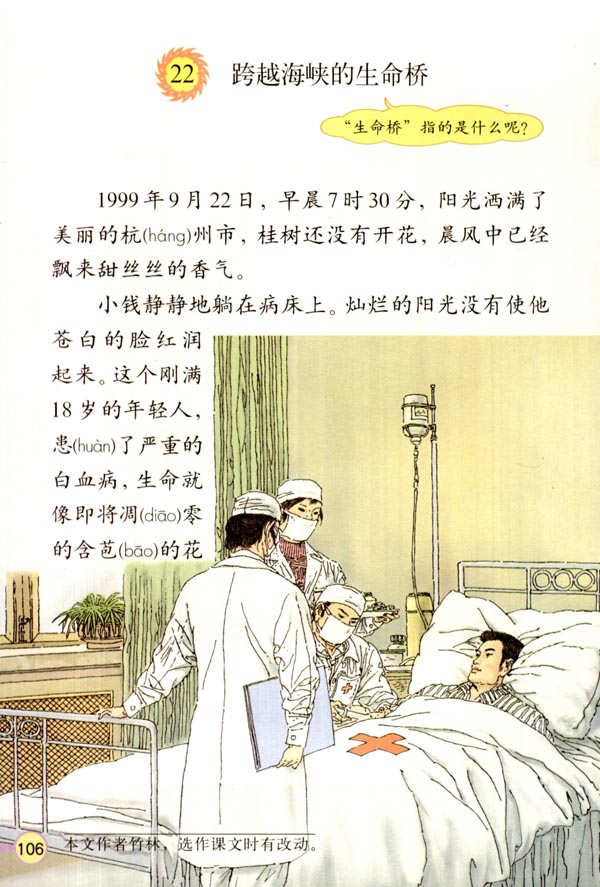 22 跨越海峡的生命桥
“生命桥”指的是什么呢?
1999年9月22日,早晨7时30分,阳光洒满了
美丽的杭(háng)州市,桂树还没有开花,晨风中已经
飘来甜丝丝的香气。
小钱静静地躺在病床上。灿烂的阳光没有使他
苍白的脸红润
起来。这个刚满
18岁的年轻人,
患(huàn)了严重的
白血病,生命就
像即将凋(diāo)零
的含苞(bāo)的花
106 本文作者竹林,选作课文时有改动。